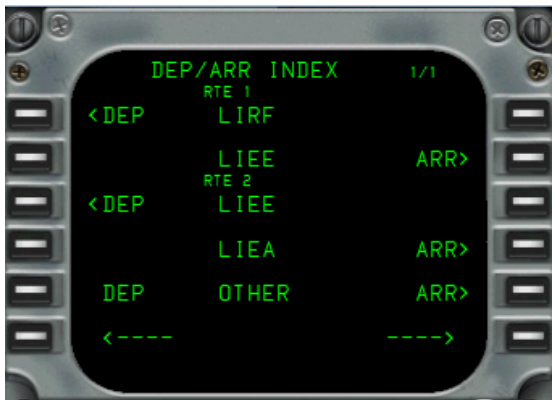 DEP/ARR INDEX 1/1
RTE 1
<DEP LIRF
LIEE ARR>
RTE 2
<DEP LIEE
LIEA ARR>
DEP OTHER ARR>
<---- ---->